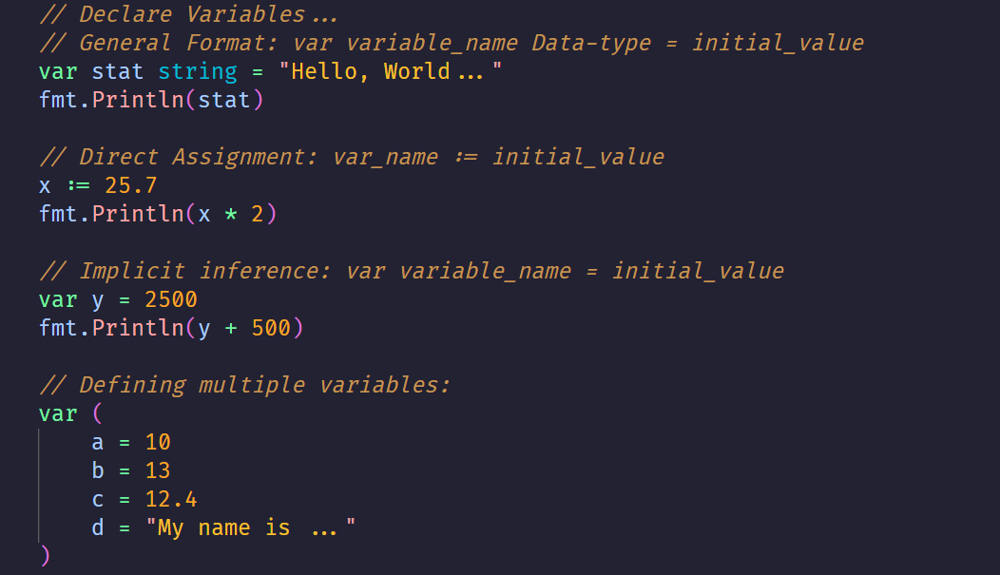 // Declare Variables...
// General Format: var variable_name Data-type = initial_value
var stat string = "Hello, World..."
fmt.Println(stat)
// Direct Assignment: var_name := initial_value
x := 25.7
fmt.Println(x * 2)
// Implicit inference: var variable_name = initial_value
var y = 2500
fmt.Println(y + 500)
// Defining multiple variables:
var (
    a = 10
    b = 13
    c = 12.4
    d = "My name is ..."
)